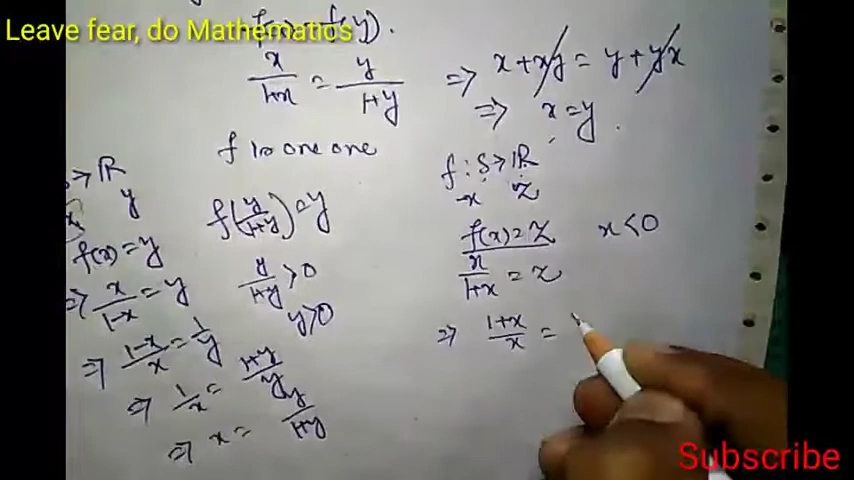 Leave fear, do Mathematics
f(x) = f(y).
x/1+x = y/1+y ⇒ x + xy = y + yx
⇒ x = y.
f is one one
f : S → R
-x z
f(x) = z x < 0
x/1+x = z
⇒ 1+x/x =
→ R
y
f(x) = y
⇒ x/1-x = y
⇒ 1-x/x = 1/y
⇒ 1/x = 1+y/y
⇒ x = y/1+y
f(y/1+y) = y
y/1+y > 0
y > 0
Subscribe